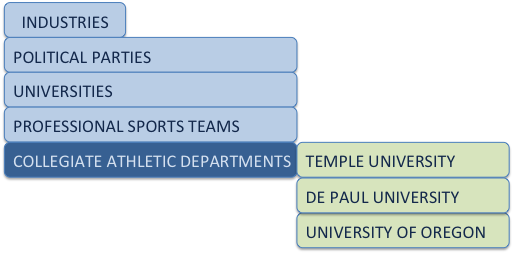 INDUSTRIES
POLITICAL PARTIES
UNIVERSITIES
PROFESSIONAL SPORTS TEAMS
COLLEGIATE ATHLETIC DEPARTMENTS
TEMPLE UNIVERSITY
DE PAUL UNIVERSITY
UNIVERSITY OF OREGON